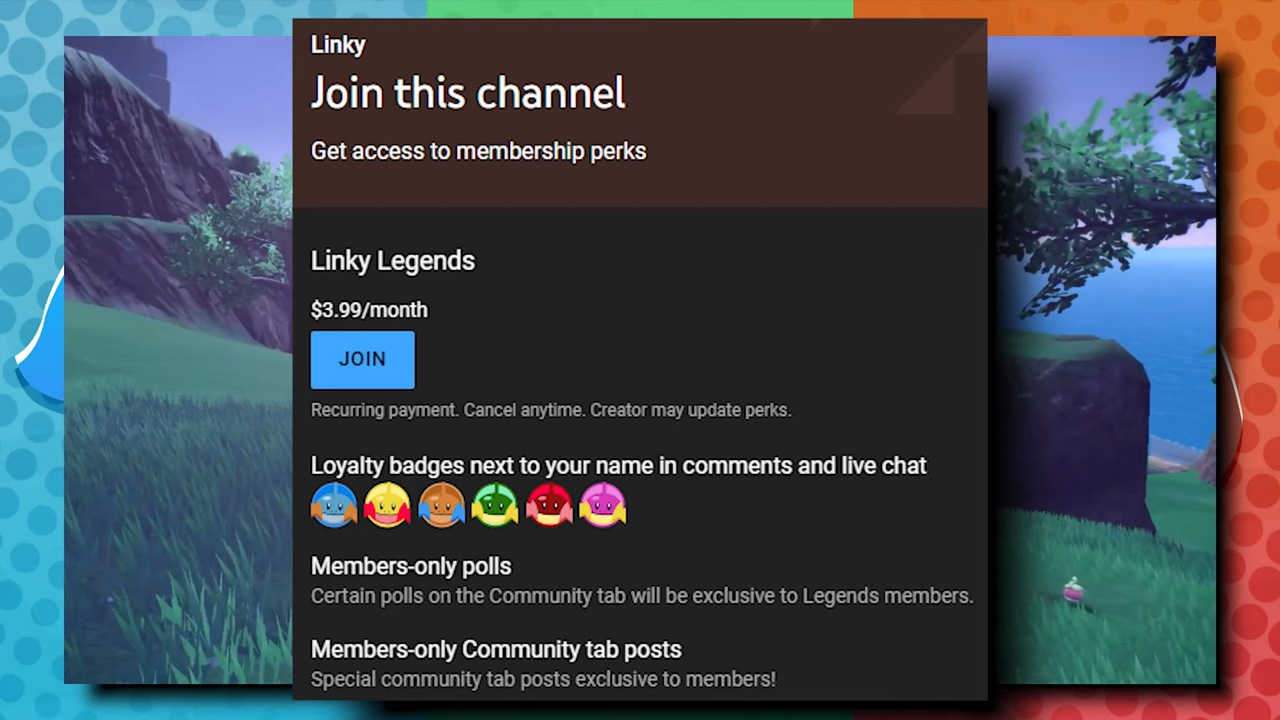 Linky
Join this channel
Get access to membership perks
Linky Legends
$3.99/month
JOIN
Recurring payment. Cancel anytime. Creator may update perks.
Loyalty badges next to your name in comments and live chat
Members-only polls
Certain polls on the Community tab will be exclusive to Legends members.
Members-only Community tab posts
Special community tab posts exclusive to members!